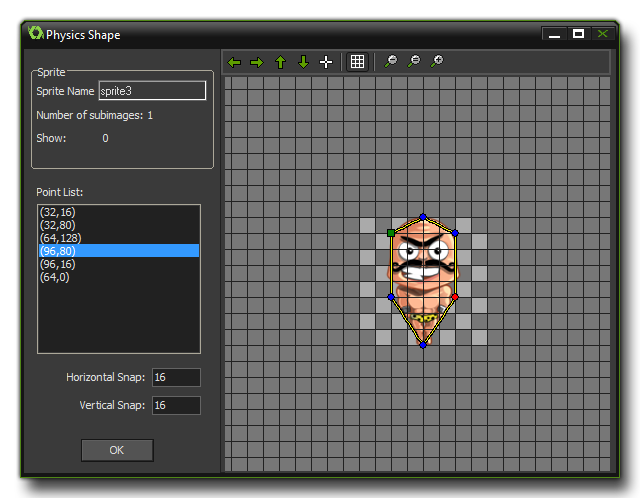 Physics Shape
Sprite
Sprite Name sprite3
Number of subimages: 1
Show: 0
Point List:
(32,16)
(32,80)
(64,128)
(96,80)
(96,16)
(64,0)
Horizontal Snap: 16
Vertical Snap: 16
OK